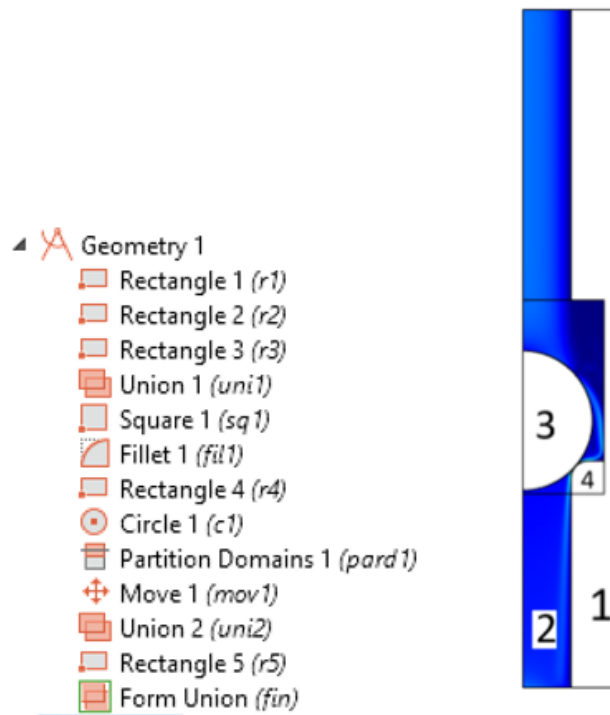 Geometry 1
Rectangle 1 (r1)
Rectangle 2 (r2)
Rectangle 3 (r3)
Union 1 (uni1)
Square 1 (sq1)
Fillet 1 (fil1)
Rectangle 4 (r4)
Circle 1 (c1)
Partition Domains 1 (pard1)
Move 1 (mov1)
Union 2 (uni2)
Rectangle 5 (r5)
Form Union (fin)
3
4
1
2